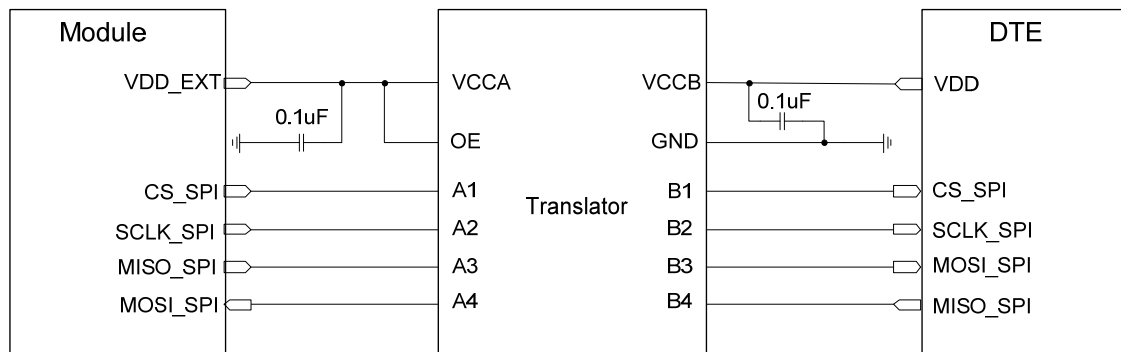 Module
DTE
VDD_EXT
VCCA
VCCB
VDD
0.1uF
0.1uF
OE
GND
CS_SPI
A1
B1
CS_SPI
Translator
SCLK_SPI
A2
B2
SCLK_SPI
MISO_SPI
A3
B3
MOSI_SPI
MOSI_SPI
A4
B4
MISO_SPI